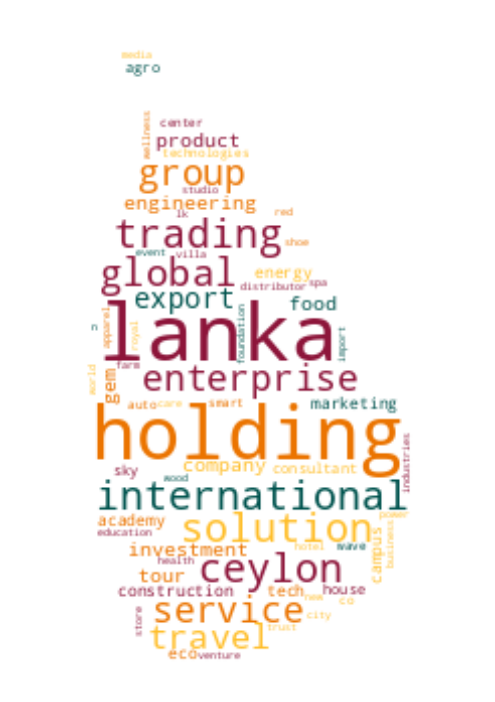 media
agro
wellness
center
product
technologies
group
studio
engineering
lk
red
trading
shoe
event
villa
global
energy
distributor
spa
export
food
apparel
n
royal
foundation
import
lanka
world
gem
farm
enterprise
auto
care
smart
marketing
holding
industries
sky
company
consultant
wood
international
academy
education
solution
power
business
campus
investment
hotel
wave
health
ceylon
tour
construction
tech
new
house
co
store
service
city
travel
trust
eco
venture